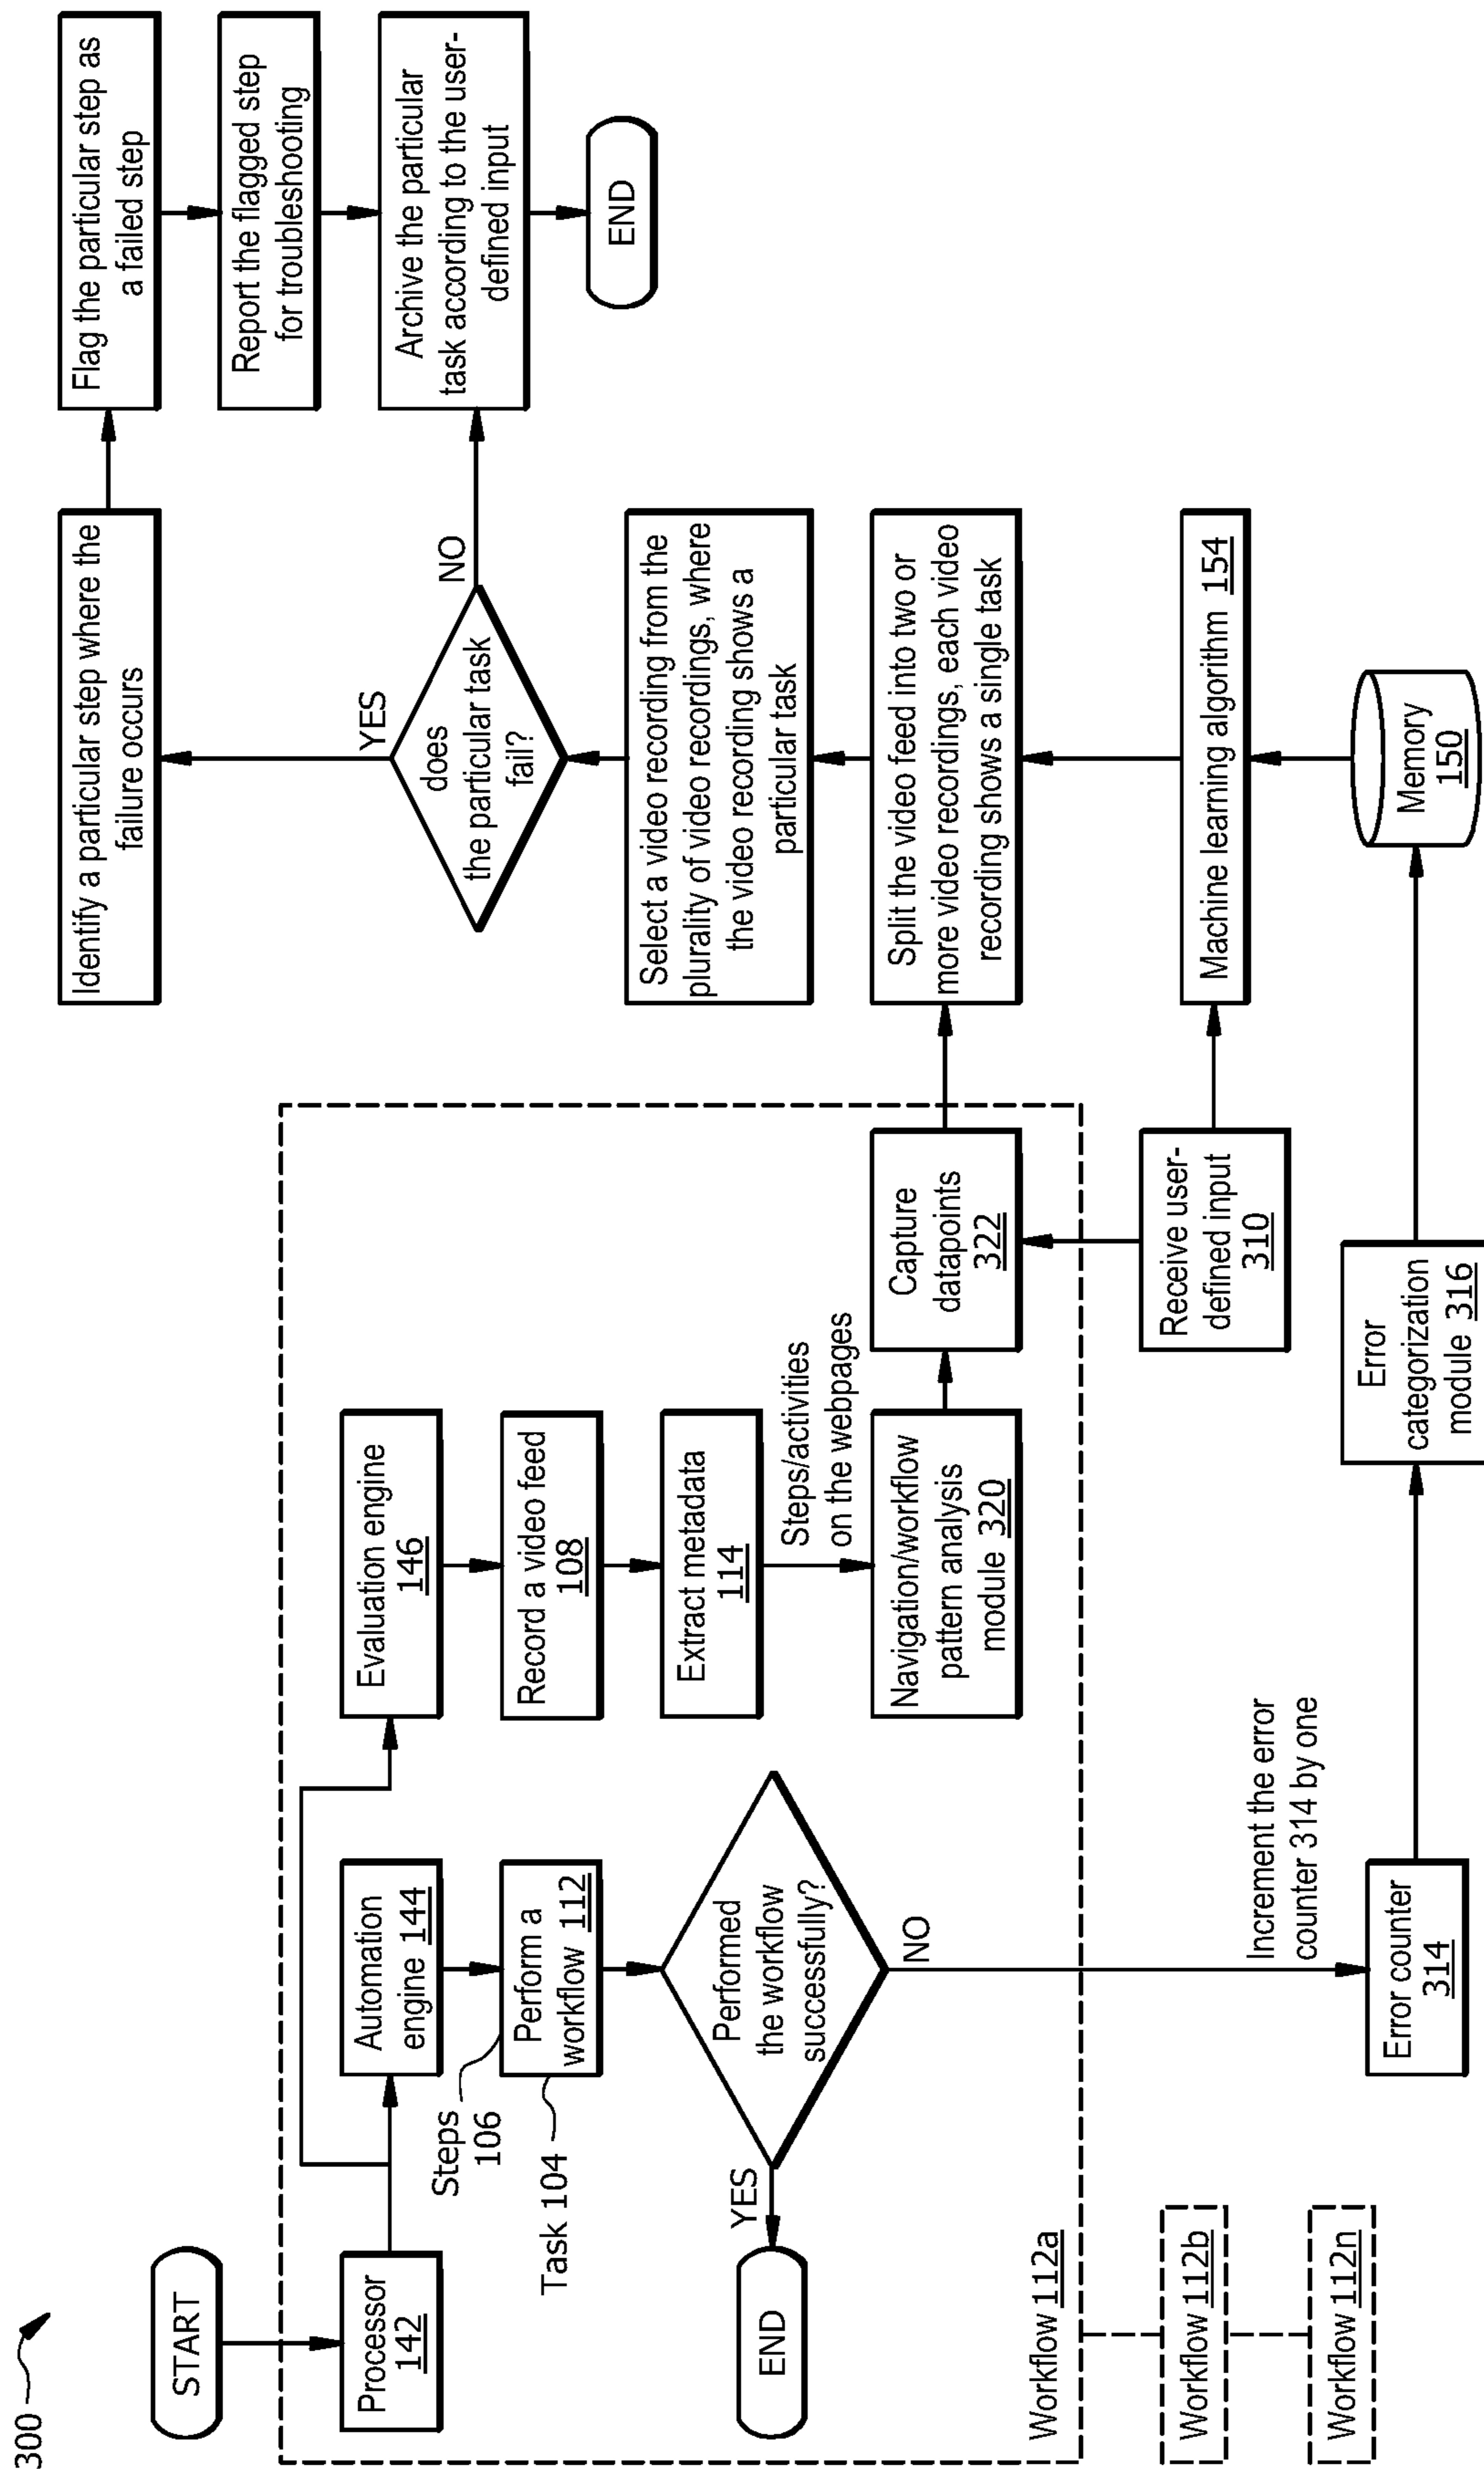 300
START
Processor
142
Automation
engine 144
Steps
106
Task 104
Perform a
workflow 112
Performed
the workflow
successfully?
YES
END
NO
Evaluation engine
146
Record a video feed
108
Extract metadata
114
Steps/activities
on the webpages
Navigation/workflow
pattern analysis
module 320
Capture
datapoints
322
Workflow 112a
Workflow 112b
Workflow 112n
Receive user-
defined input
310
Increment the error
counter 314 by one
Error counter
314
Error
categorization
module 316
Memory
150
Machine learning algorithm 154
Split the video feed into two or
more video recordings, each video
recording shows a single task
Select a video recording from the
plurality of video recordings, where
the video recording shows a
particular task
does
the particular task
fail?
YES
NO
Identify a particular step where the
failure occurs
Flag the particular step as
a failed step
Report the flagged step
for troubleshooting
Archive the particular
task according to the user-
defined input
END